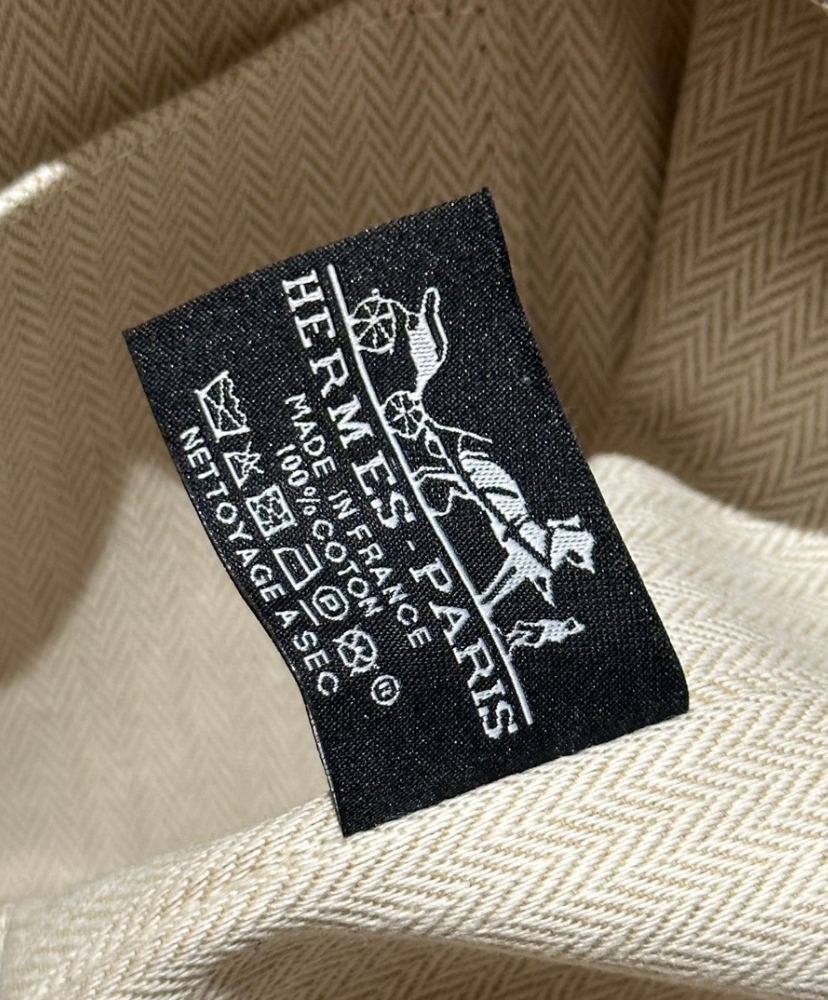 HERMES-PARIS
MADE IN FRANCE
100% COTON
P ®
NETTOYAGE A SEC